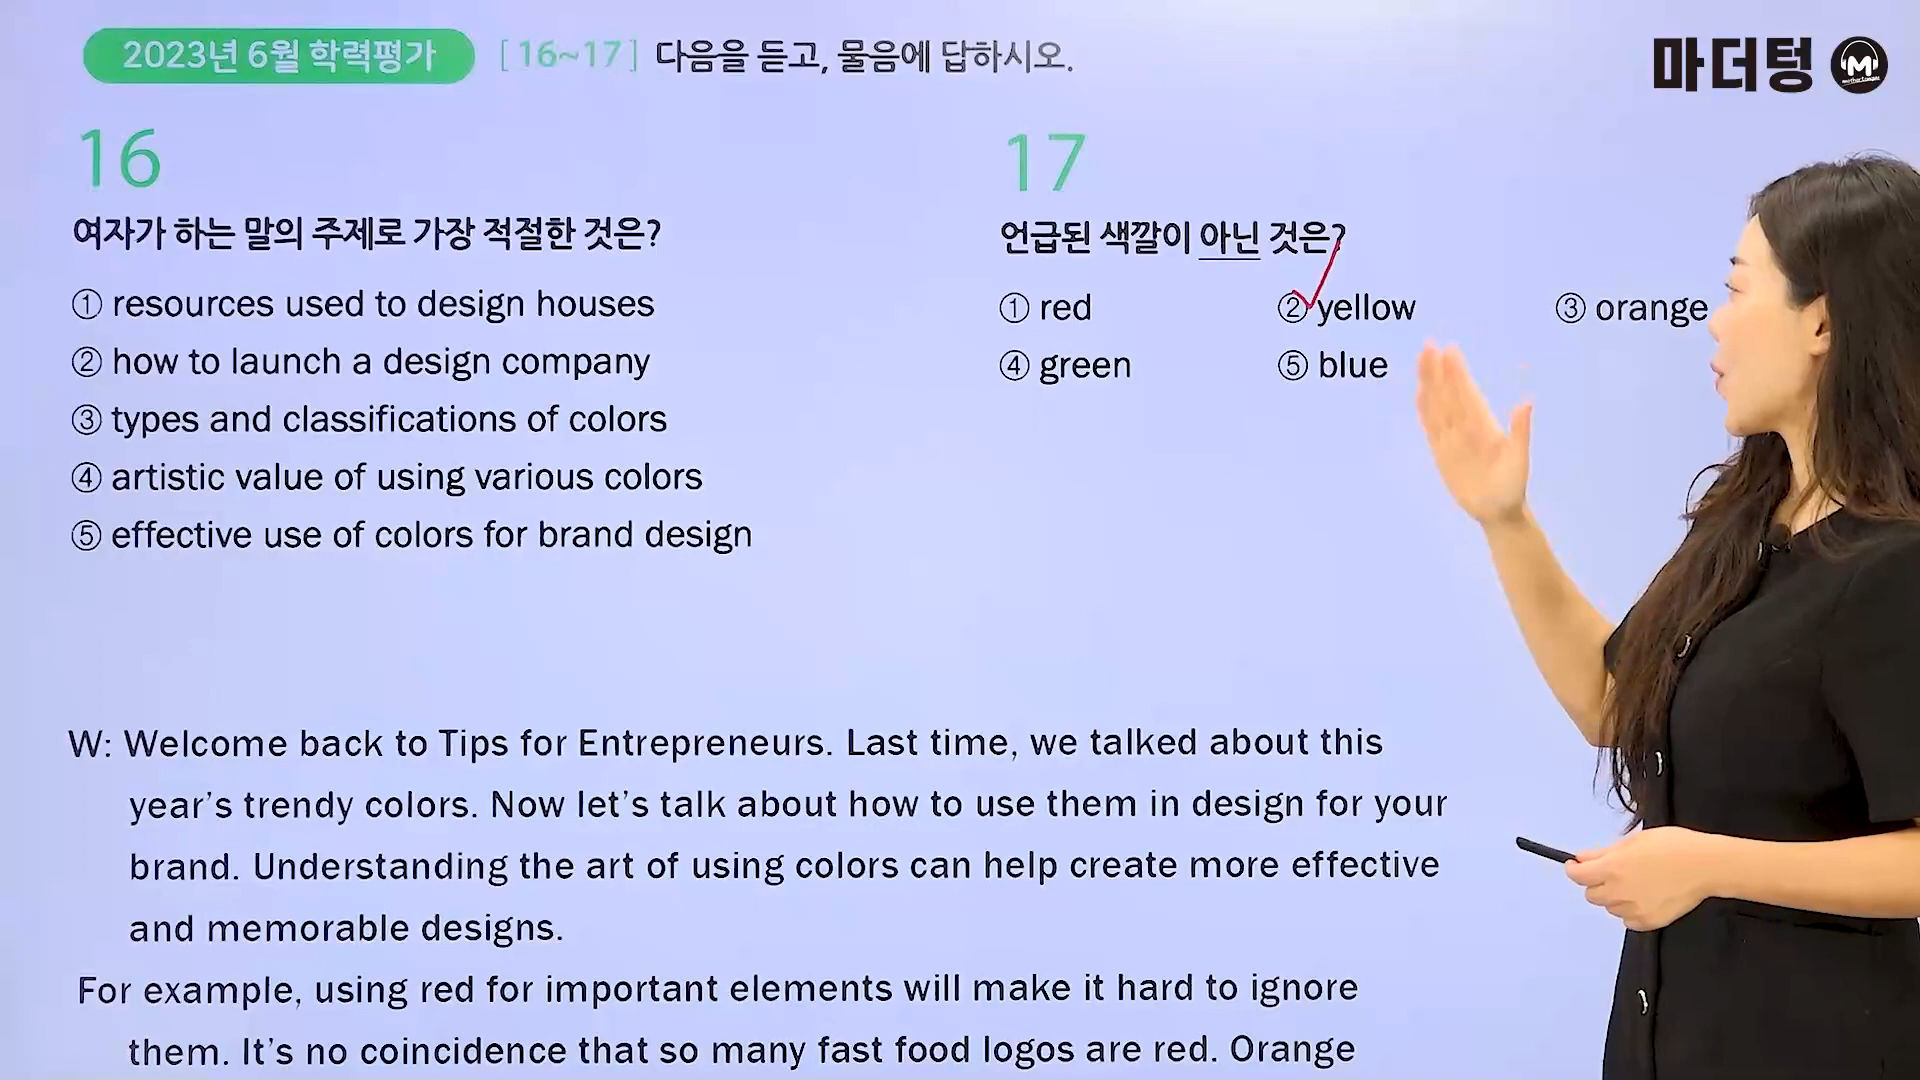 2023년 6월 학력평가 [16~17] 다음을 듣고, 물음에 답하시오.
마더텅
16
여자가 하는 말의 주제로 가장 적절한 것은?
① resources used to design houses
② how to launch a design company
③ types and classifications of colors
④ artistic value of using various colors
⑤ effective use of colors for brand design
17
언급된 색깔이 아닌 것은?
① red ② yellow ③ orange
④ green ⑤ blue
W: Welcome back to Tips for Entrepreneurs. Last time, we talked about this
year's trendy colors. Now let's talk about how to use them in design for your
brand. Understanding the art of using colors can help create more effective
and memorable designs.
For example, using red for important elements will make it hard to ignore
them. It's no coincidence that so many fast food logos are red. Orange